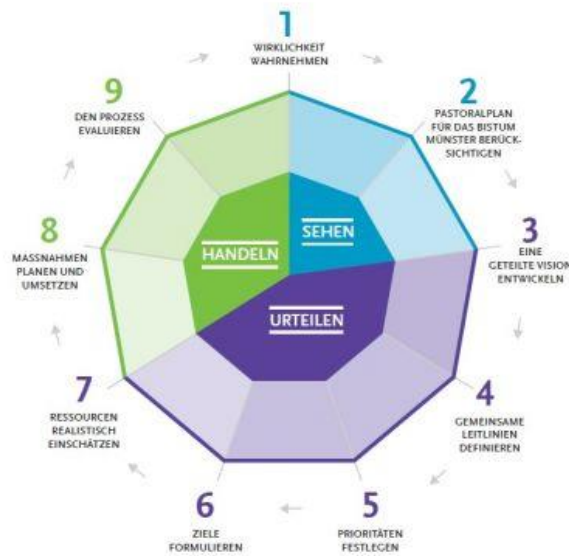 1
WIRKLICHKEIT
WAHRNEHMEN
2
PASTORALPLAN
FÜR DAS BISTUM
MÜNSTER BERÜCK-
SICHTIGEN
3
EINE
GETEILTE VISION
ENTWICKELN
4
GEMEINSAME
LEITLINIEN
DEFINIEREN
5
PRIORITÄTEN
FESTLEGEN
6
ZIELE
FORMULIEREN
7
RESSOURCEN
REALISTISCH
EINSCHÄTZEN
8
MASSNAHMEN
PLANEN UND
UMSETZEN
9
DEN PROZESS
EVALUIEREN
SEHEN
URTEILEN
HANDELN